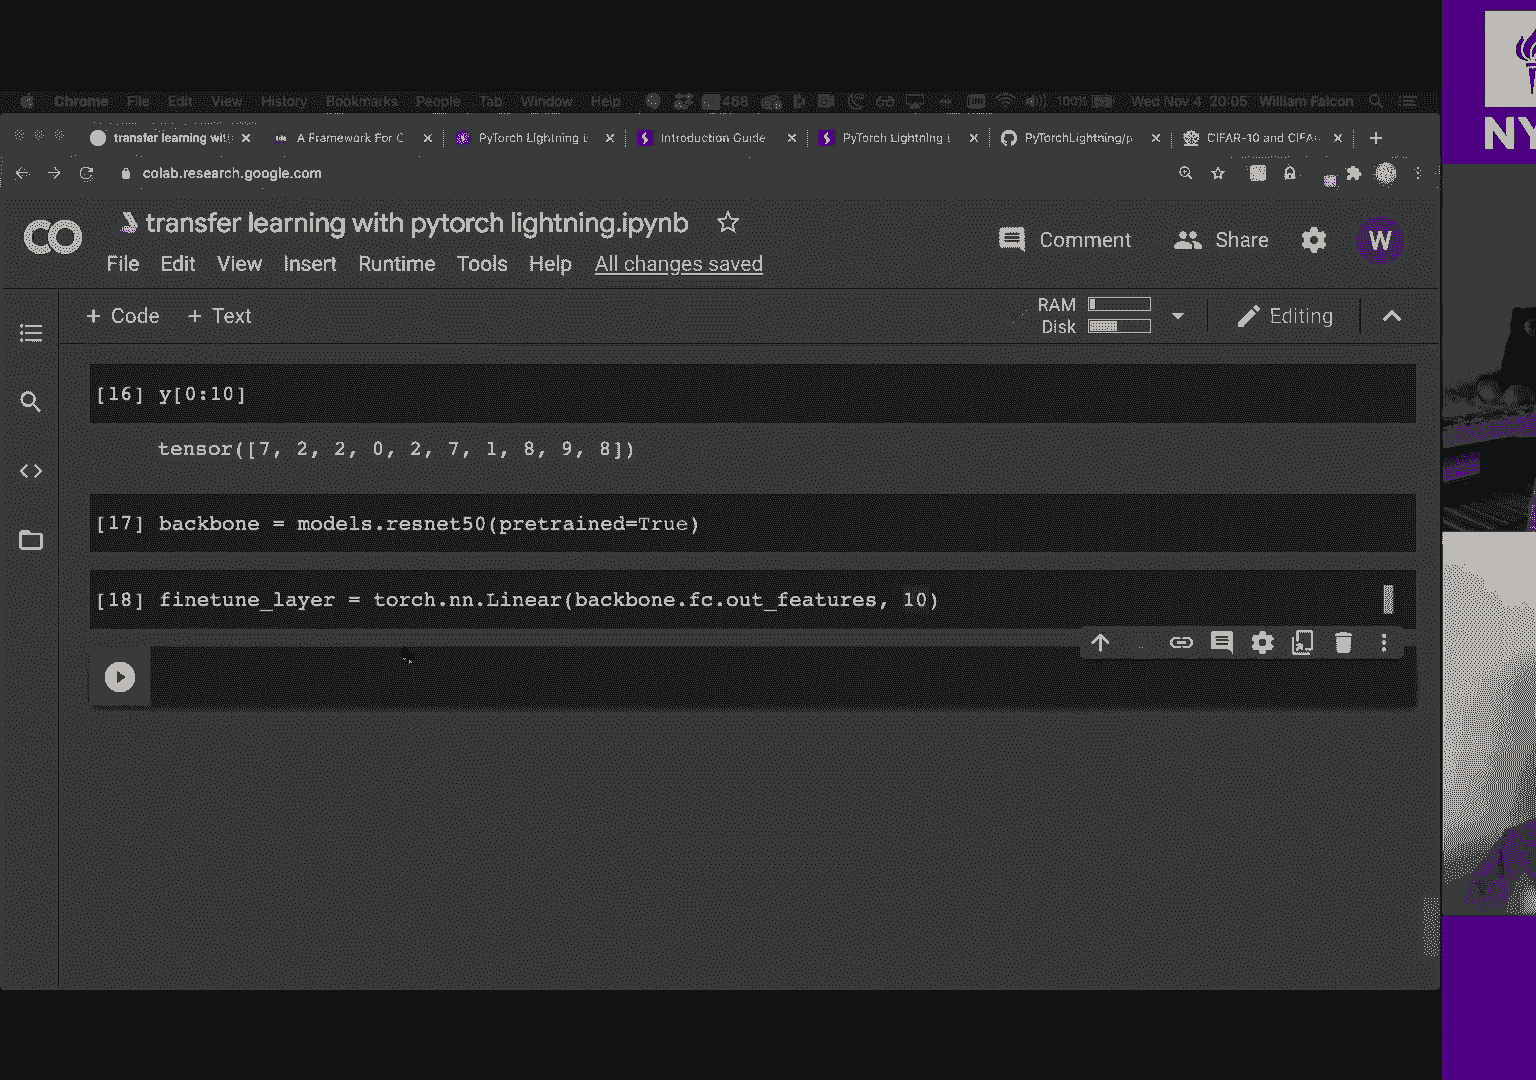 Chrome File Edit View History Bookmarks People Tab Window Help 468 100% Wed Nov 4 20:05 William Falcon
transfer learning wit A Framework For C PyTorch Lightning Introduction Guide PyTorch Lightning PyTorchLightning/p CIFAR-10 and CIFA
colab.research.google.com
CO transfer learning with pytorch lightning.ipynb
Comment Share W
File Edit View Insert Runtime Tools Help All changes saved
+ Code + Text RAM Disk Editing
[16] y[0:10]
tensor([7, 2, 2, 0, 2, 7, 1, 8, 9, 8])
[17] backbone = models.resnet50(pretrained=True)
[18] finetune_layer = torch.nn.Linear(backbone.fc.out_features, 10)
NY